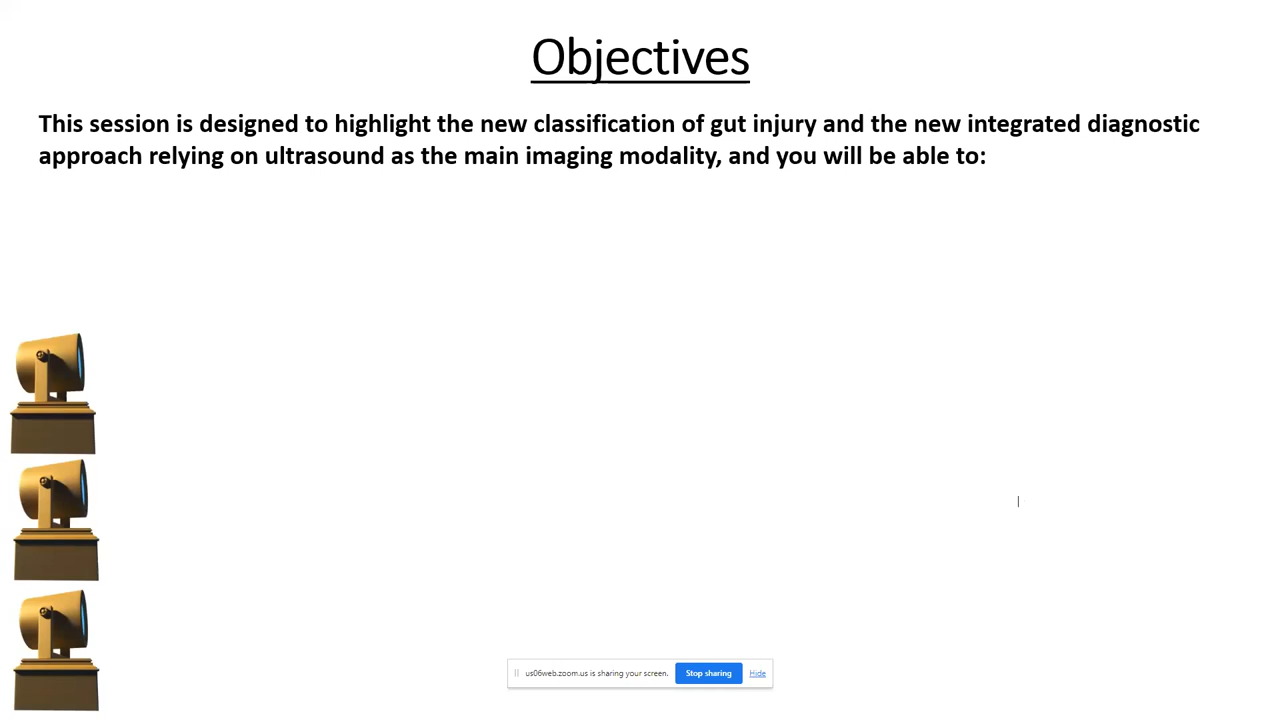 Objectives
This session is designed to highlight the new classification of gut injury and the new integrated diagnostic
approach relying on ultrasound as the main imaging modality, and you will be able to:
us06web.zoom.us is sharing your screen. Stop sharing Hide